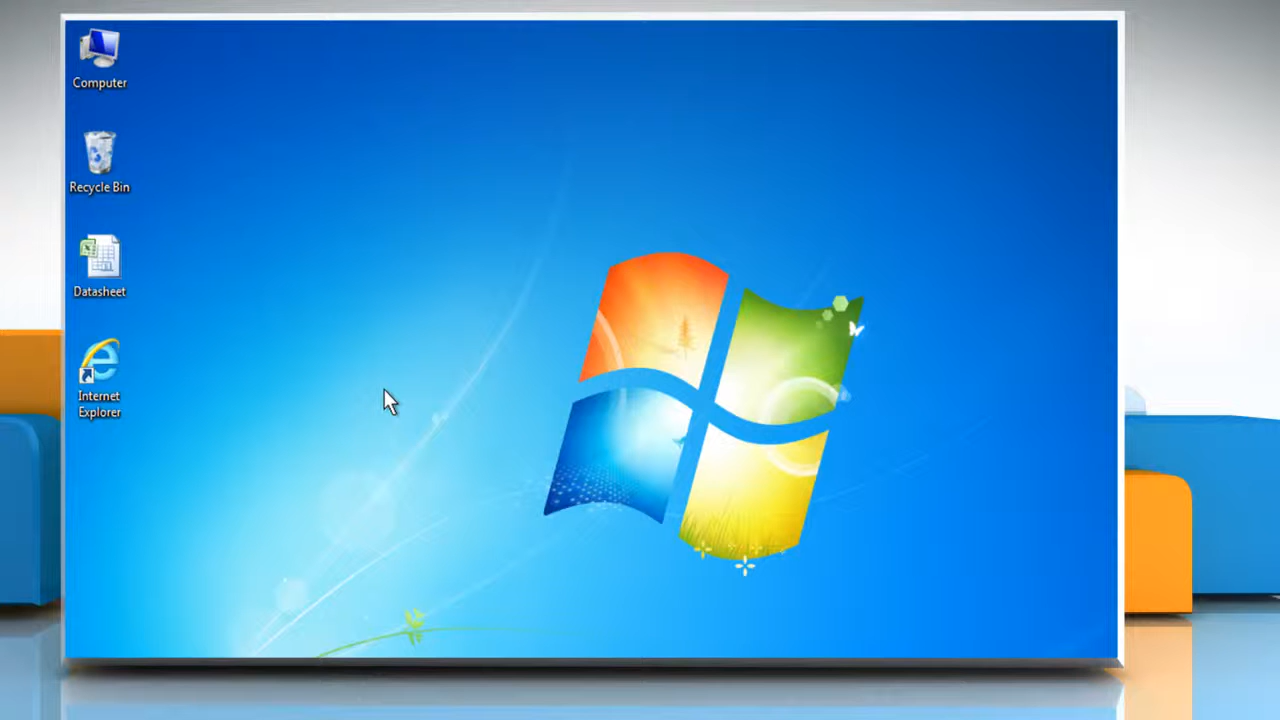 Computer
Recycle Bin
Datasheet
Internet
Explorer